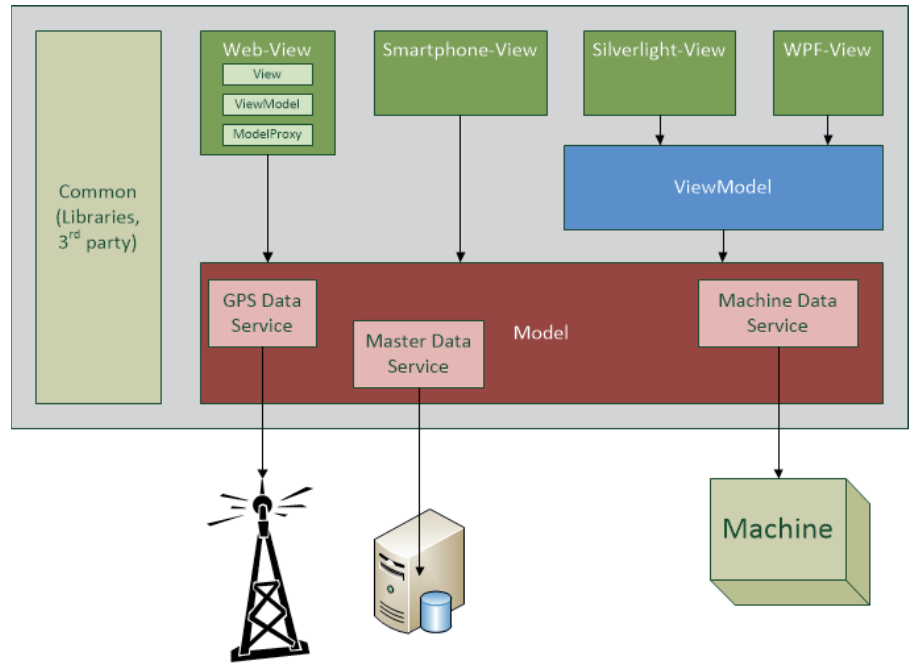 Common
(Libraries,
3rd party)
Web-View
View
ViewModel
ModelProxy
Smartphone-View
Silverlight-View
WPF-View
ViewModel
GPS Data
Service
Master Data
Service
Model
Machine Data
Service
Machine